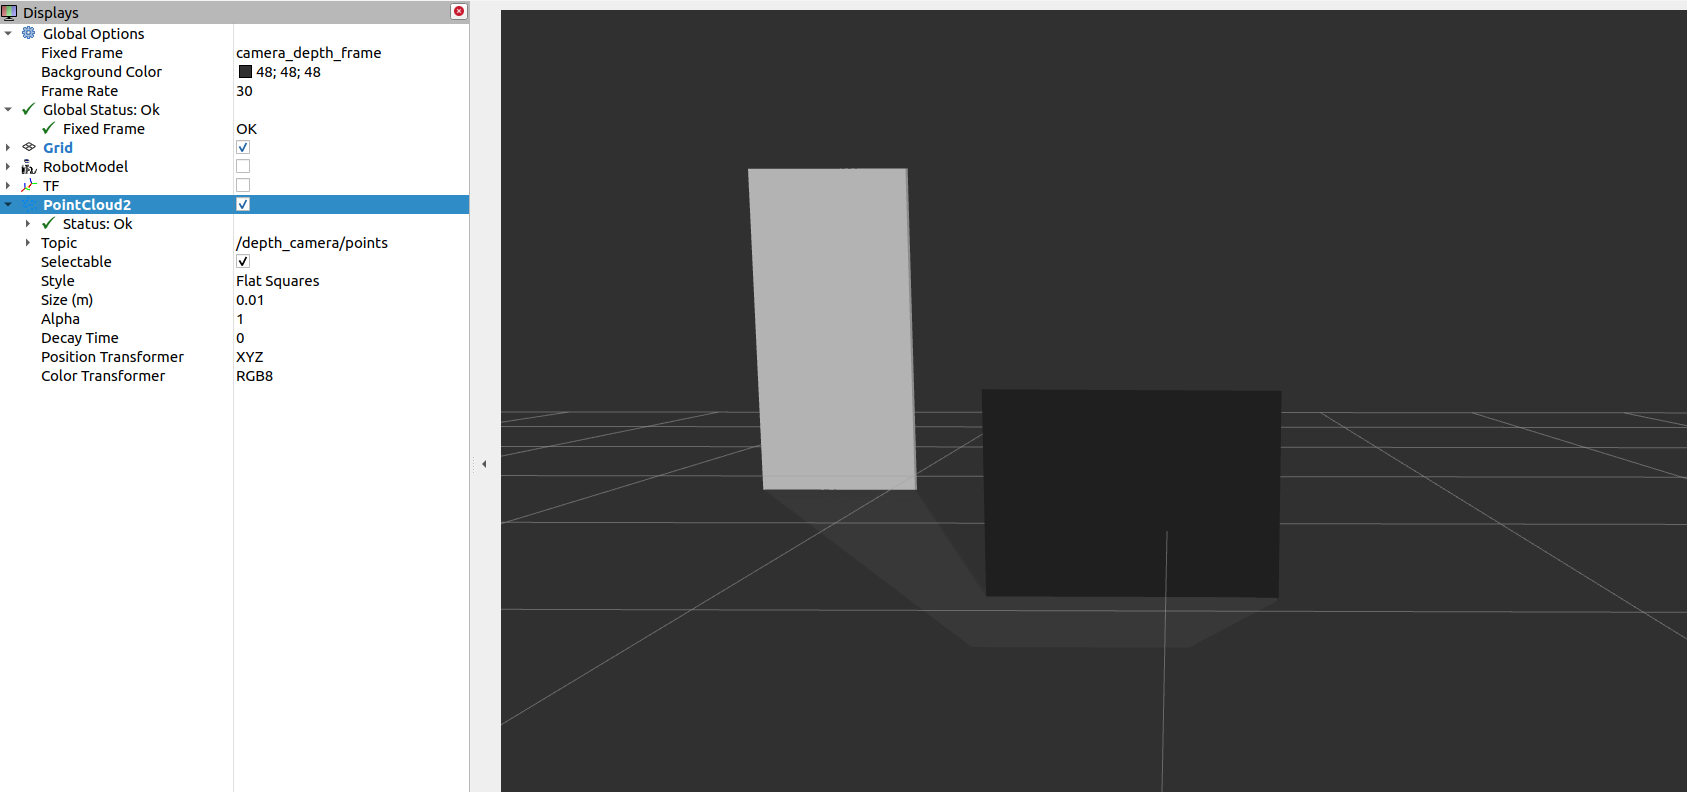 Displays
Global Options
Fixed Frame camera_depth_frame
Background Color 48; 48; 48
Frame Rate 30
Global Status: Ok
Fixed Frame OK
Grid
RobotModel
TF
PointCloud2
Status: Ok
Topic /depth_camera/points
Selectable
Style Flat Squares
Size (m) 0.01
Alpha 1
Decay Time 0
Position Transformer XYZ
Color Transformer RGB8